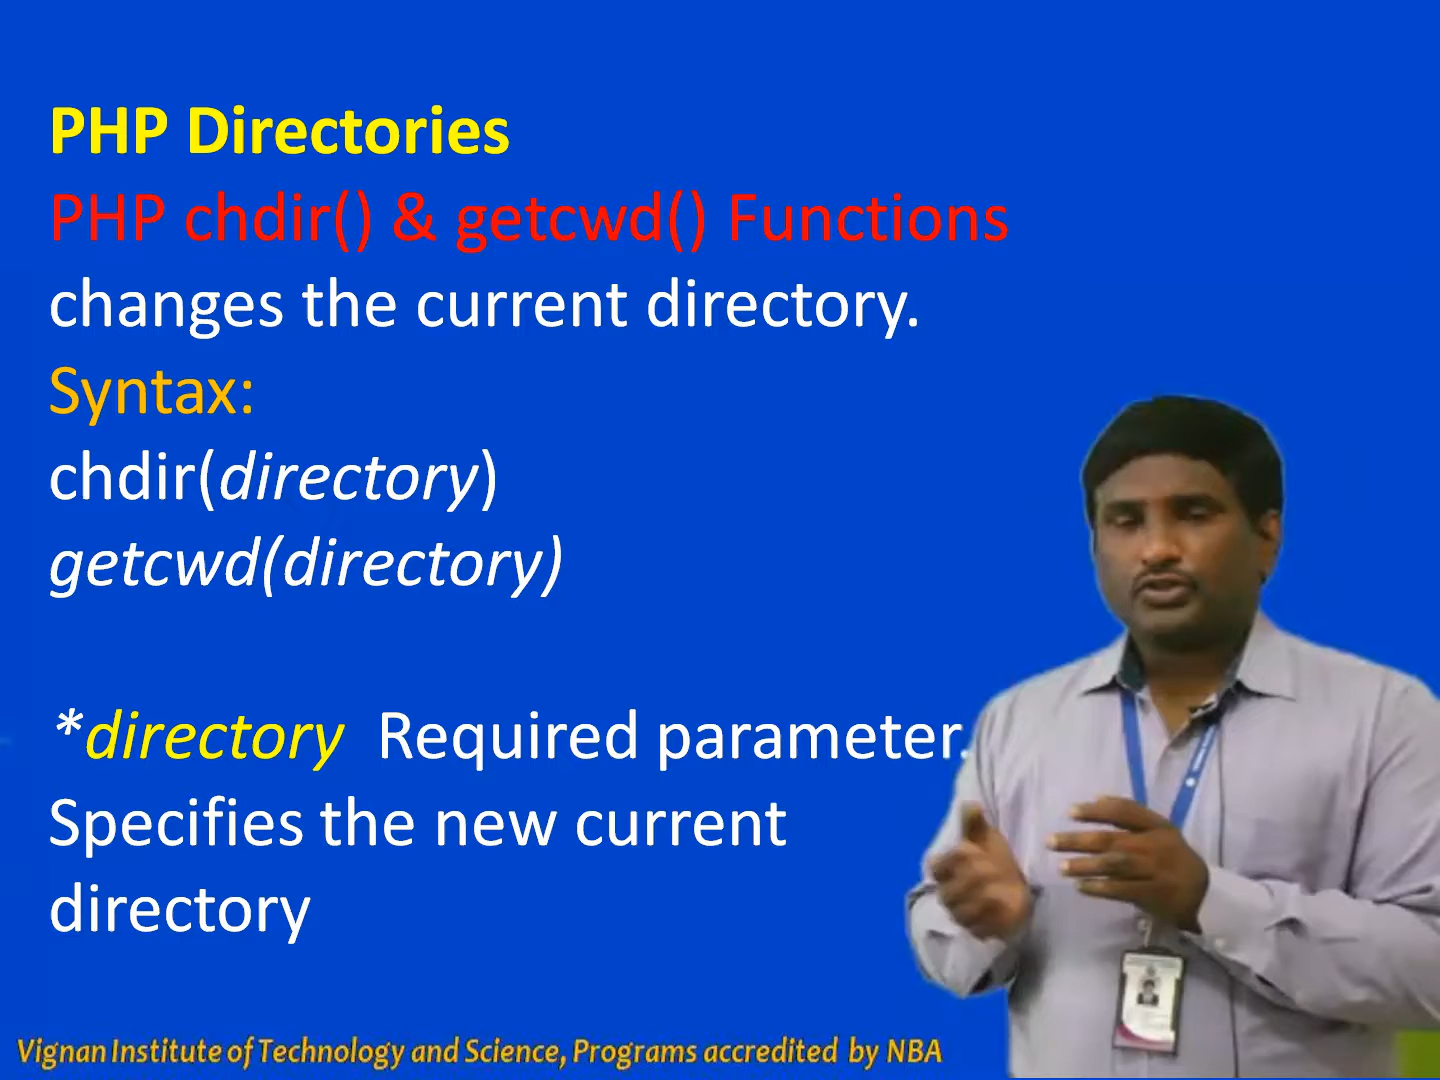 PHP Directories
PHP chdir() & getcwd() Functions
changes the current directory.
Syntax:
chdir(directory)
getcwd(directory)
*directory Required parameter.
Specifies the new current
directory
Vignan Institute of Technology and Science, Programs accredited by NBA